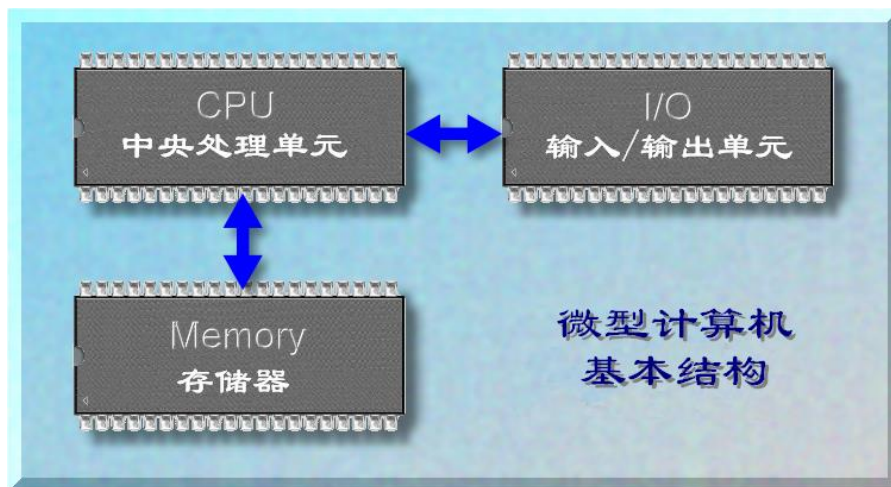 CPU
中央处理单元
I/O
输入/输出单元
Memory
存储器
微型计算机
基本结构